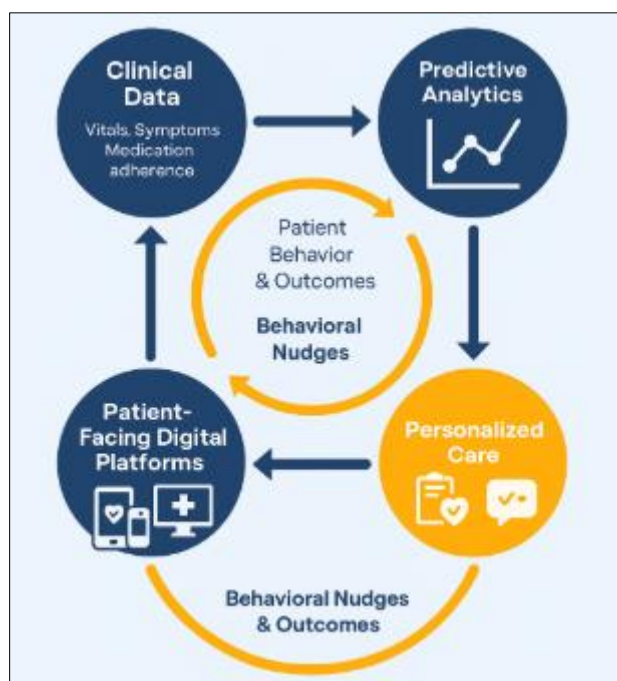 Clinical
Data
Vitals, Symptoms
Medication
adherence
Predictive
Analytics
Patient
Behavior
& Outcomes
Behavioral
Nudges
Patient-
Facing Digital
Platforms
Personalized
Care
Behavioral Nudges
& Outcomes